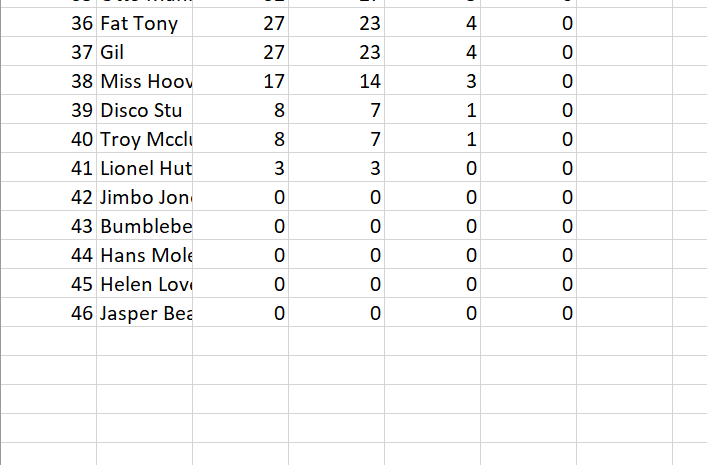 36 Fat Tony 27 23 4 0
37 Gil 27 23 4 0
38 Miss Hoov 17 14 3 0
39 Disco Stu 8 7 1 0
40 Troy Mcclu 8 7 1 0
41 Lionel Hut 3 3 0 0
42 Jimbo Jon 0 0 0 0
43 Bumblebe 0 0 0 0
44 Hans Mole 0 0 0 0
45 Helen Love 0 0 0 0
46 Jasper Bea 0 0 0 0